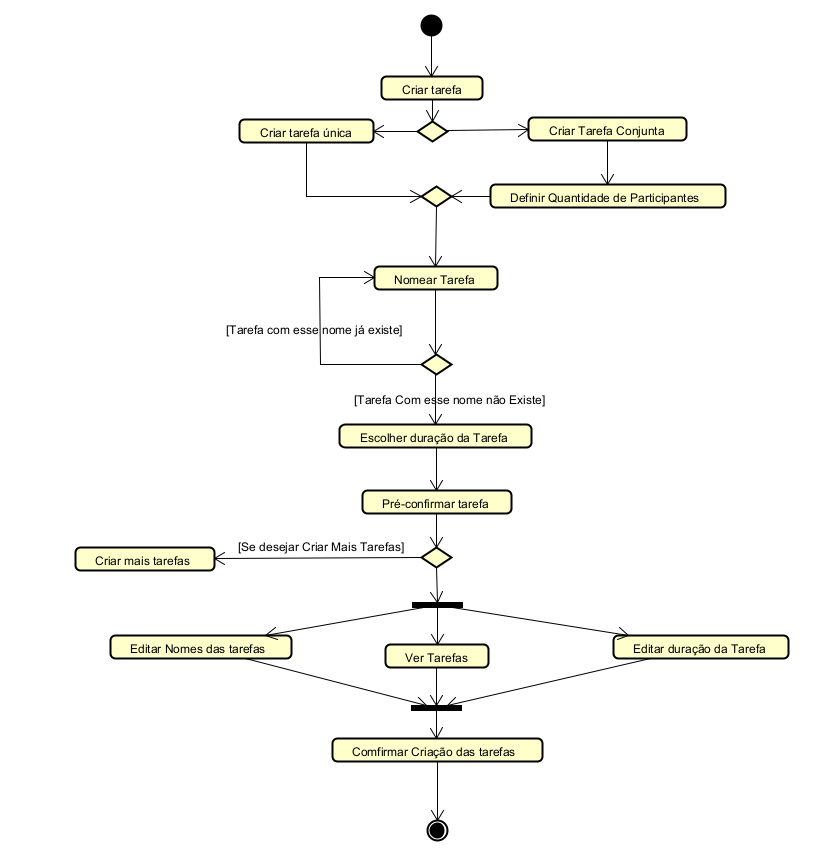 Criar tarefa
Criar tarefa única
Criar Tarefa Conjunta
Definir Quantidade de Participantes
Nomear Tarefa
[Tarefa com esse nome já existe]
[Tarefa Com esse nome não Existe]
Escolher duração da Tarefa
Pré-confirmar tarefa
[Se desejar Criar Mais Tarefas]
Criar mais tarefas
Editar Nomes das tarefas
Ver Tarefas
Editar duração da Tarefa
Comfirmar Criação das tarefas